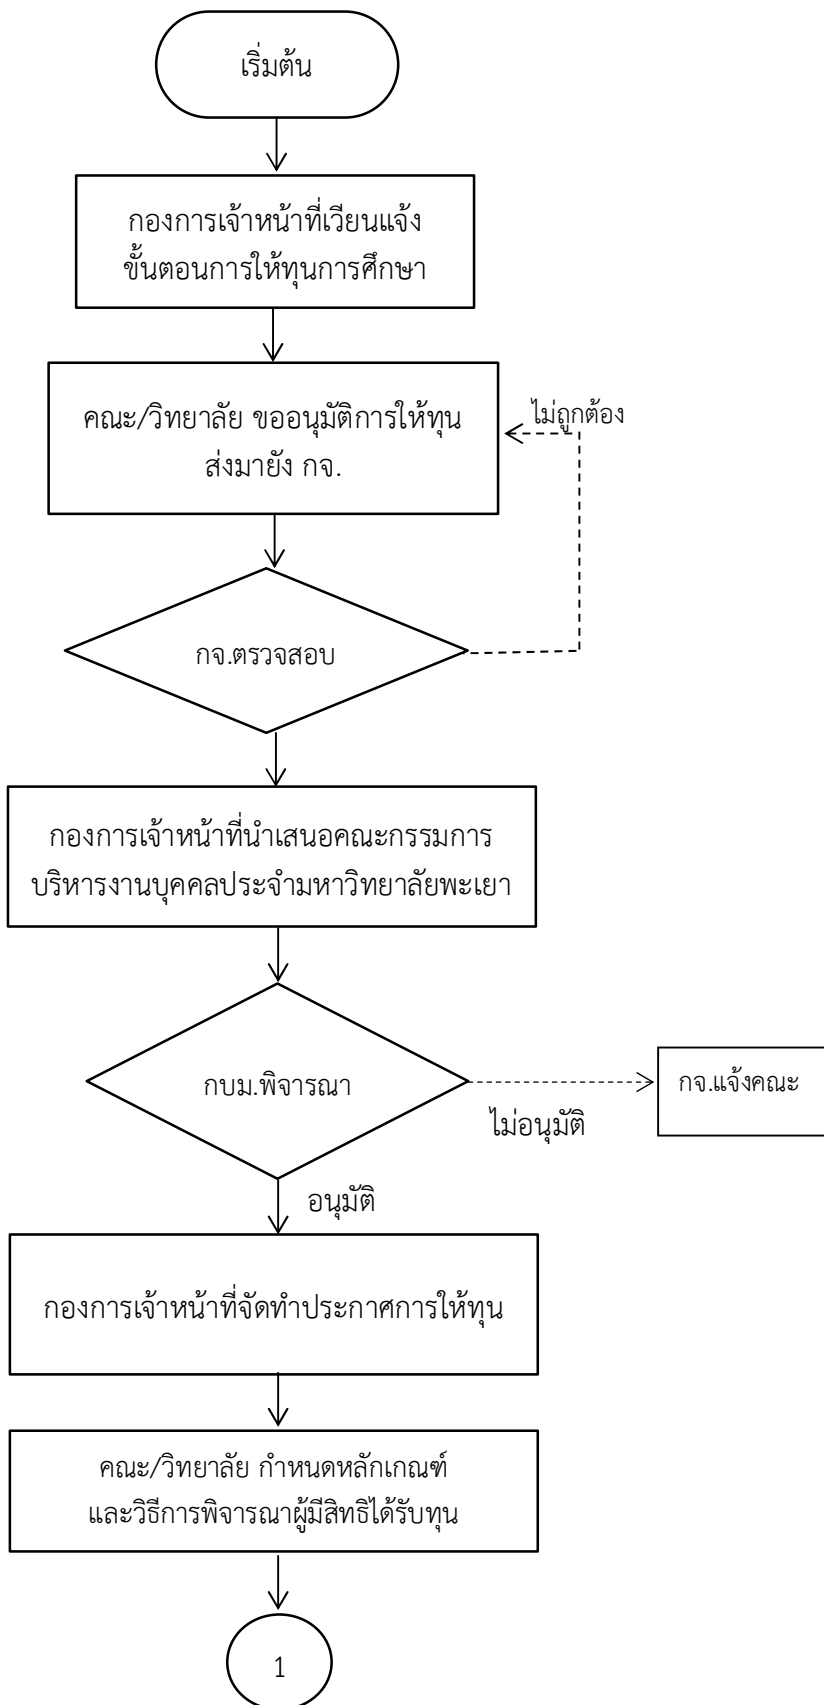 เริ่มต้น
กองการเจ้าหน้าที่เวียนแจ้ง
ขั้นตอนการให้ทุนการศึกษา
คณะ/วิทยาลัย ขออนุมัติการให้ทุน
ส่งมายัง กจ.
ไม่ถูกต้อง
กจ.ตรวจสอบ
กองการเจ้าหน้าที่นำเสนอคณะกรรมการ
บริหารงานบุคคลประจำมหาวิทยาลัยพะเยา
กบม.พิจารณา
กจ.แจ้งคณะ
ไม่อนุมัติ
อนุมัติ
กองการเจ้าหน้าที่จัดทำประกาศการให้ทุน
คณะ/วิทยาลัย กำหนดหลักเกณฑ์
และวิธีการพิจารณาผู้มีสิทธิได้รับทุน
1